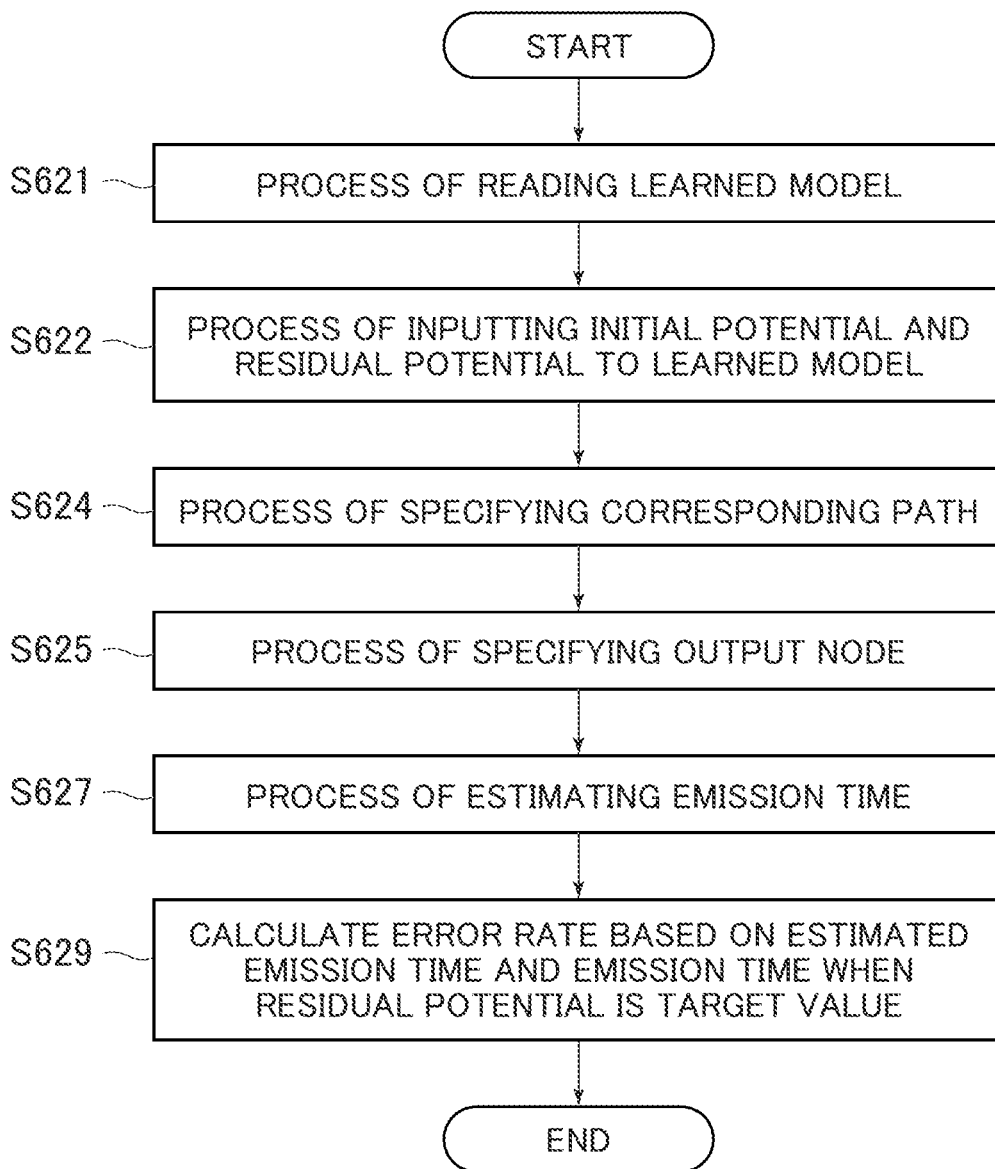 START
S621
PROCESS OF READING LEARNED MODEL
S622
PROCESS OF INPUTTING INITIAL POTENTIAL AND
RESIDUAL POTENTIAL TO LEARNED MODEL
S624
PROCESS OF SPECIFYING CORRESPONDING PATH
S625
PROCESS OF SPECIFYING OUTPUT NODE
S627
PROCESS OF ESTIMATING EMISSION TIME
S629
CALCULATE ERROR RATE BASED ON ESTIMATED
EMISSION TIME AND EMISSION TIME WHEN
RESIDUAL POTENTIAL IS TARGET VALUE
END